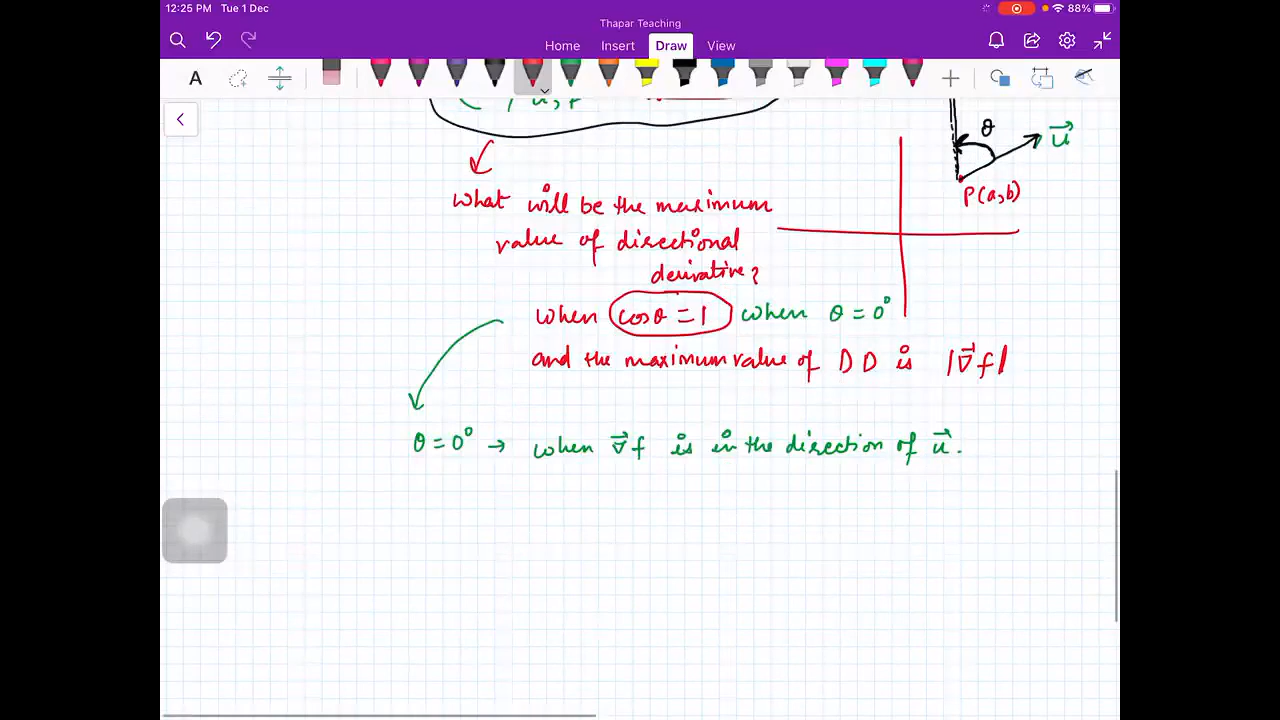 12:25 PM Tue 1 Dec
88%
Thapar Teaching
Home Insert Draw View
A
θ
u⃗
P(a,b)
What will be the maximum
value of directional
derivative?
when cosθ = 1 when θ = 0°
and the maximum value of D D is |∇⃗f|
θ = 0° → when ∇⃗f is in the direction of u⃗.